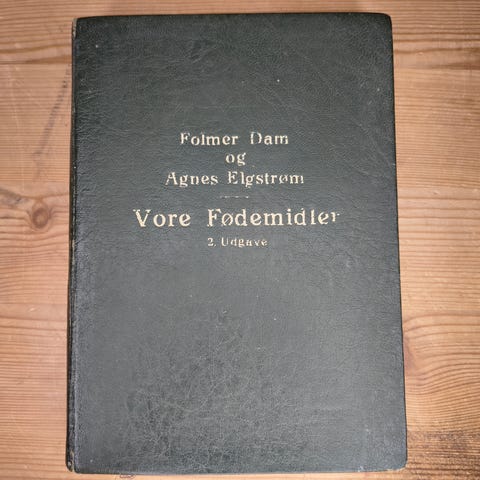 Folmer Dam
og
Agnes Elgstrøm
Vore Fødemidler
2. Udgave